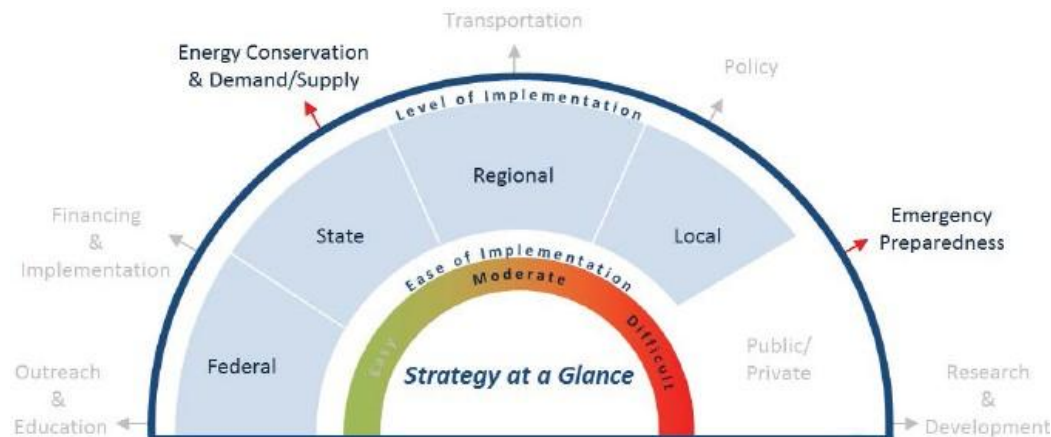 Transportation
Energy Conservation
& Demand/Supply
Policy
Level of Implementation
Regional
Financing
&
Implementation
State
Local
Emergency
Preparedness
Ease of Implementation
Moderate
Easy
Difficult
Federal
Strategy at a Glance
Public/
Private
Outreach
&
Education
Research
&
Development